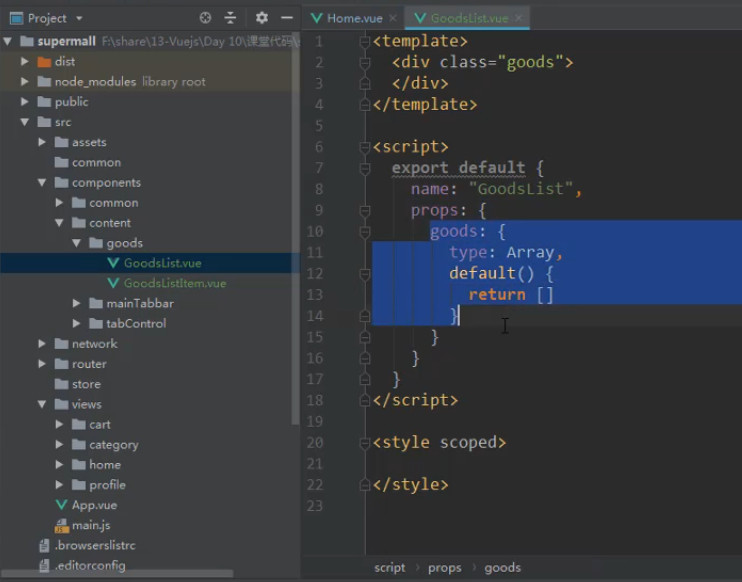 Project
supermall F:\share\13-Vuejs\Day 10\课堂代码\
dist
node_modules library root
public
src
assets
common
components
common
content
goods
GoodsList.vue
GoodsListItem.vue
mainTabbar
tabControl
network
router
store
views
cart
category
home
profile
App.vue
main.js
.browserslistrc
.editorconfig
Home.vue
GoodsList.vue
1 <template>
2 <div class="goods">
3 </div>
4 </template>
5
6 <script>
7 export default {
8 name: "GoodsList",
9 props: {
10 goods: {
11 type: Array,
12 default() {
13 return []
14 }
15 }
16 }
17 }
18 </script>
19
20 <style scoped>
21
22 </style>
23
script > props > goods